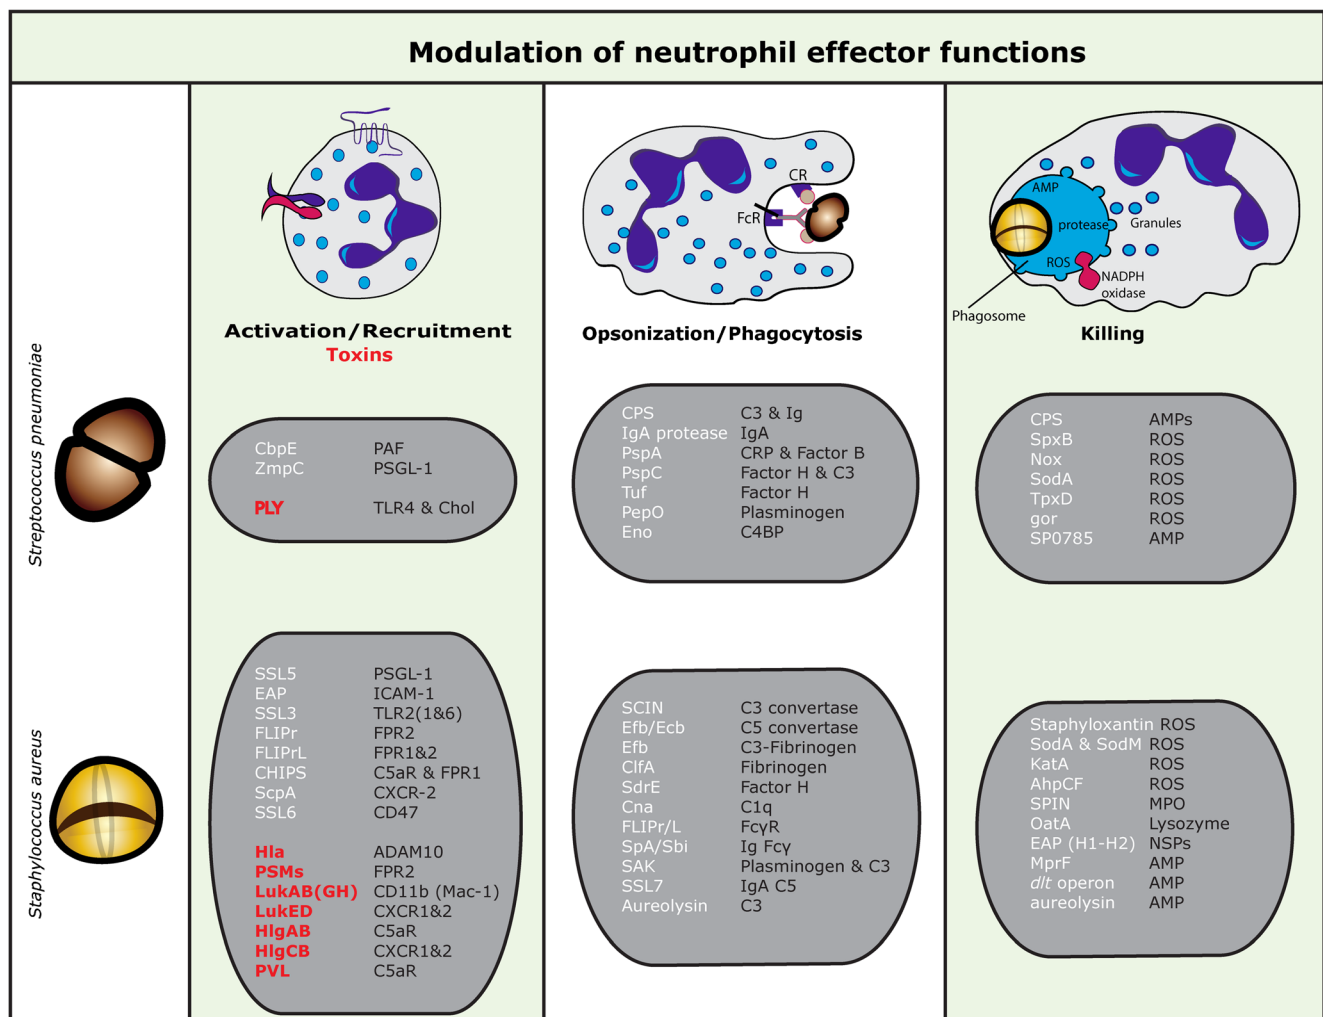 Modulation of neutrophil effector functions
CR
FcR
AMP
protease
ROS
Granules
NADPH
oxidase
Phagosome
Activation/Recruitment
Toxins
Opsonization/Phagocytosis
Killing
Streptococcus pneumoniae
CbpE PAF
ZmpC PSGL-1
PLY TLR4 & Chol
CPS C3 & Ig
IgA protease IgA
PspA CRP & Factor B
PspC Factor H & C3
Tuf Factor H
PepO Plasminogen
Eno C4BP
CPS AMPs
SpxB ROS
Nox ROS
SodA ROS
TpxD ROS
gor ROS
SP0785 AMP
Staphylococcus aureus
SSL5 PSGL-1
EAP ICAM-1
SSL3 TLR2(1&6)
FLIPr FPR2
FLIPrL FPR1&2
CHIPS C5aR & FPR1
ScpA CXCR-2
SSL6 CD47
Hla ADAM10
PSMs FPR2
LukAB(GH) CD11b (Mac-1)
LukED CXCR1&2
HlgAB C5aR
HlgCB CXCR1&2
PVL C5aR
SCIN C3 convertase
Efb/Ecb C5 convertase
Efb C3-Fibrinogen
ClfA Fibrinogen
SdrE Factor H
Cna C1q
FLIPr/L FcγR
SpA/Sbi Ig Fcγ
SAK Plasminogen & C3
SSL7 IgA C5
Aureolysin C3
Staphyloxantin ROS
SodA & SodM ROS
KatA ROS
AhpCF ROS
SPIN MPO
OatA Lysozyme
EAP (H1-H2) NSPs
MprF AMP
dlt operon AMP
aureolysin AMP